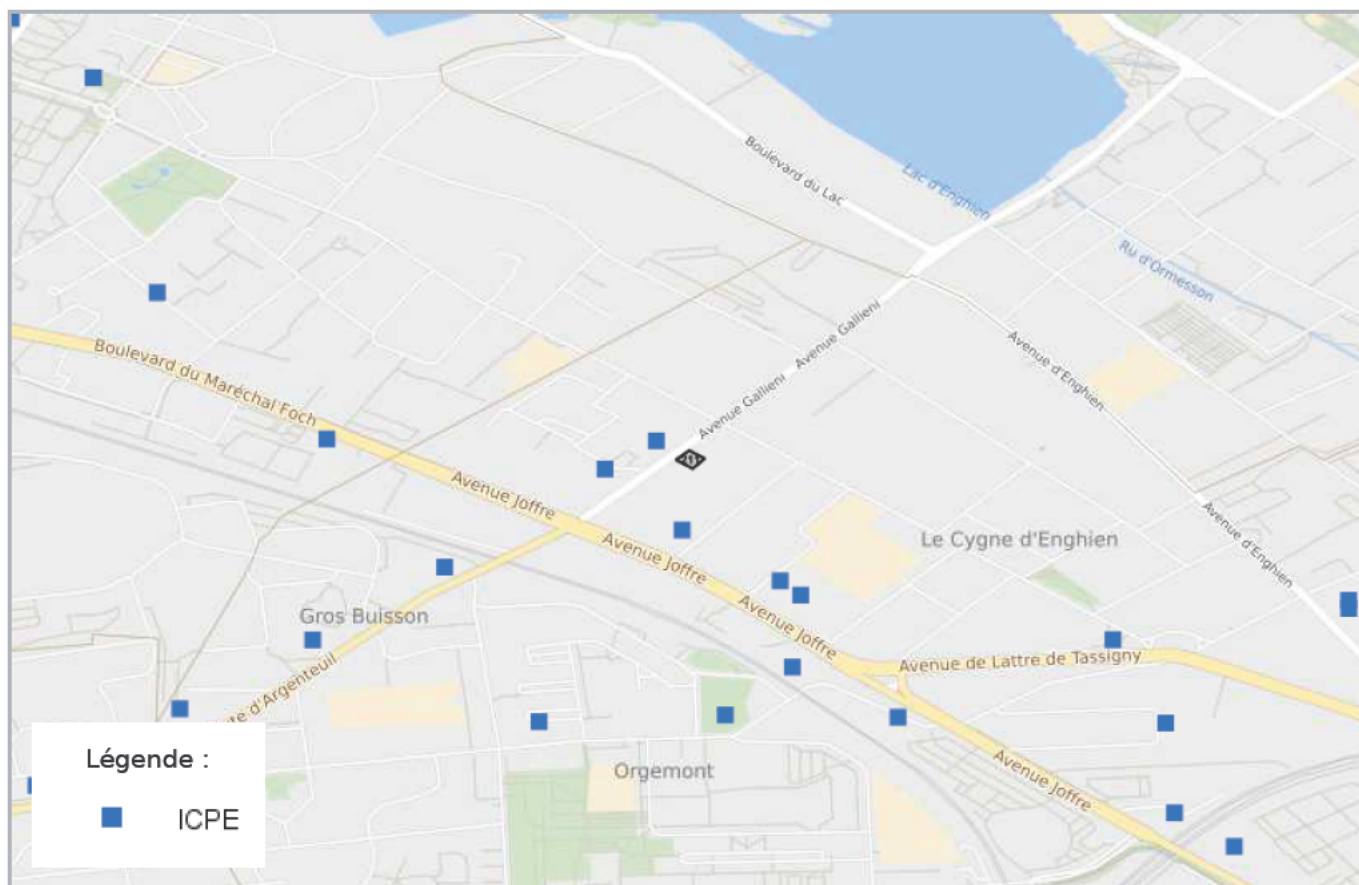 Boulevard du Lac
Lac d'Enghien
Ru d'Ormesson
Avenue Gallieni
Avenue Gallieni
Avenue d'Enghien
Boulevard du Maréchal Foch
Avenue Joffre
Avenue d'Enghien
Avenue Joffre
Le Cygne d'Enghien
Gros Buisson
Avenue Joffre
Avenue de Lattre de Tassigny
ute d'Argenteuil
Légende :
Orgemont
Avenue Joffre
ICPE